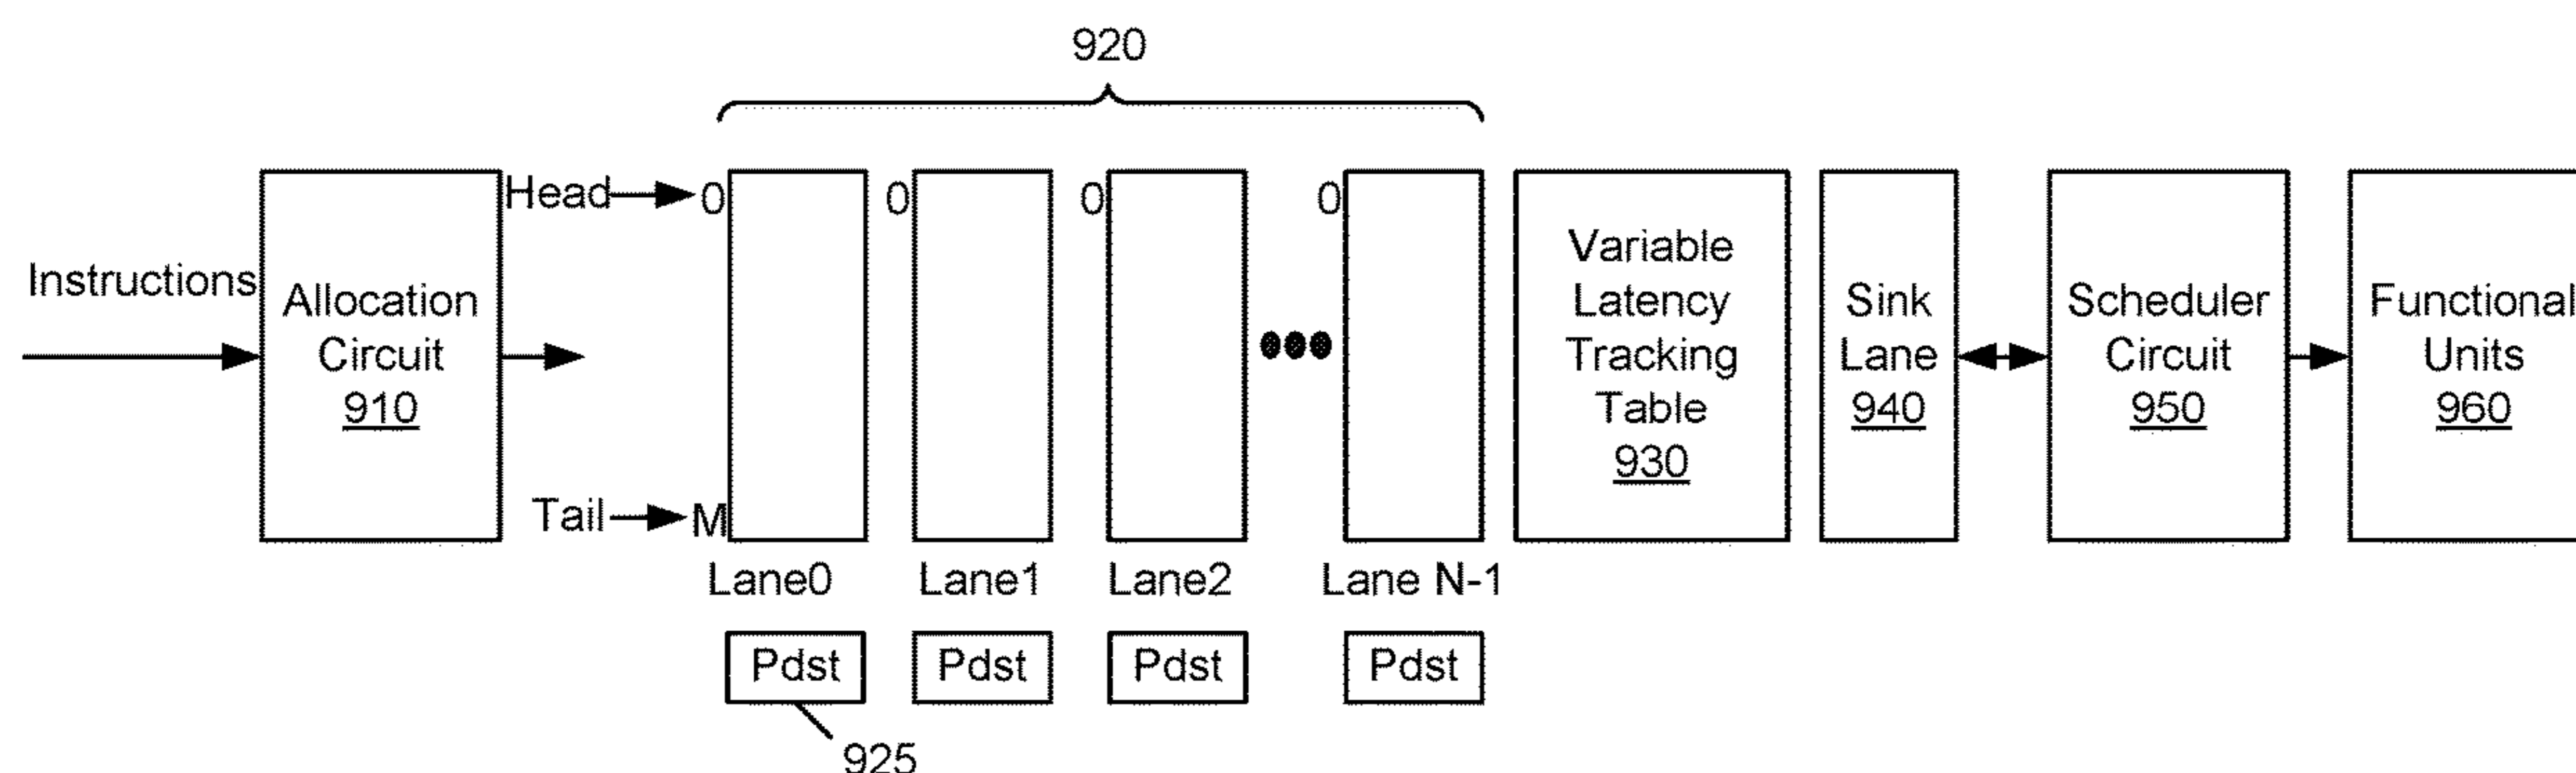 920
Head
0
0
0
0
Instructions
Allocation
Circuit
910
Tail
M
Variable
Latency
Tracking
Table
930
Sink
Lane
940
Scheduler
Circuit
950
Functional
Units
960
Lane0
Lane1
Lane2
Lane N-1
Pdst
Pdst
Pdst
Pdst
925